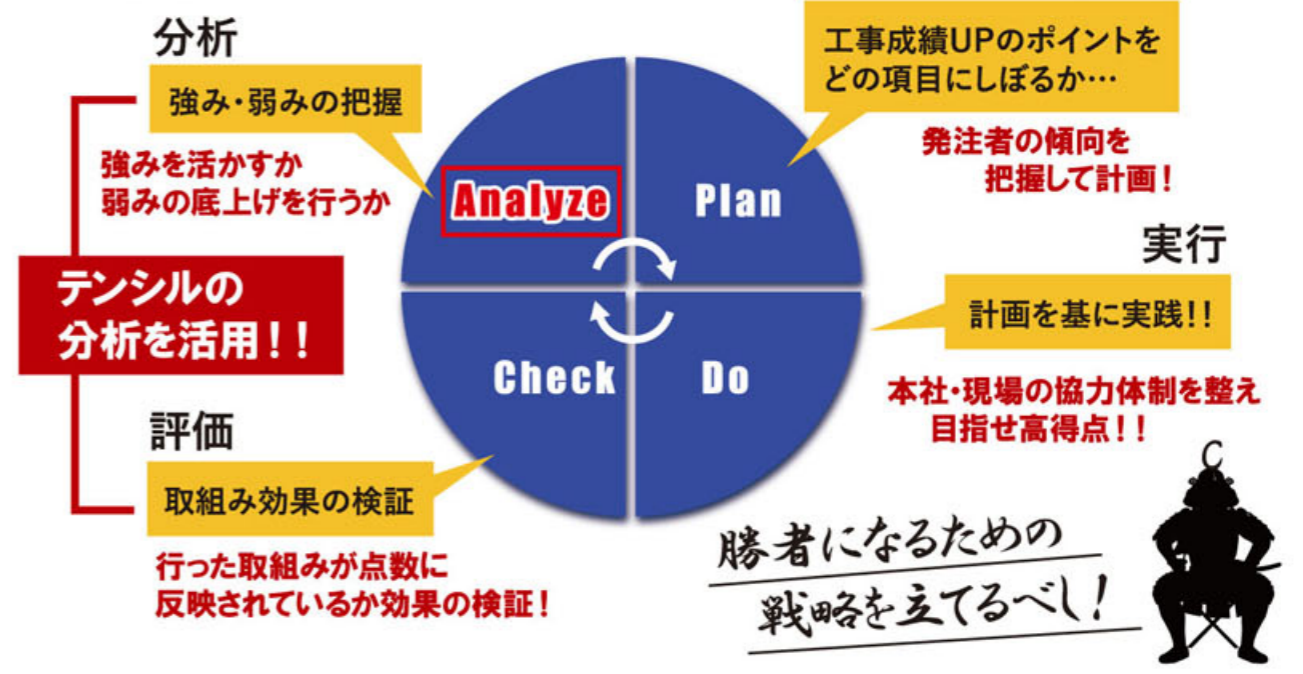 分析
強み・弱みの把握
強みを活かすか
弱みの底上げを行うか
テンシルの
分析を活用!!
評価
取組み効果の検証
行った取組みが点数に
反映されているか効果の検証!
Analyze
Plan
Check
Do
工事成績UPのポイントを
どの項目にしぼるか…
発注者の傾向を
把握して計画!
実行
計画を基に実践!!
本社・現場の協力体制を整え
目指せ高得点!!
勝者になるための
戦略を立てるべし!